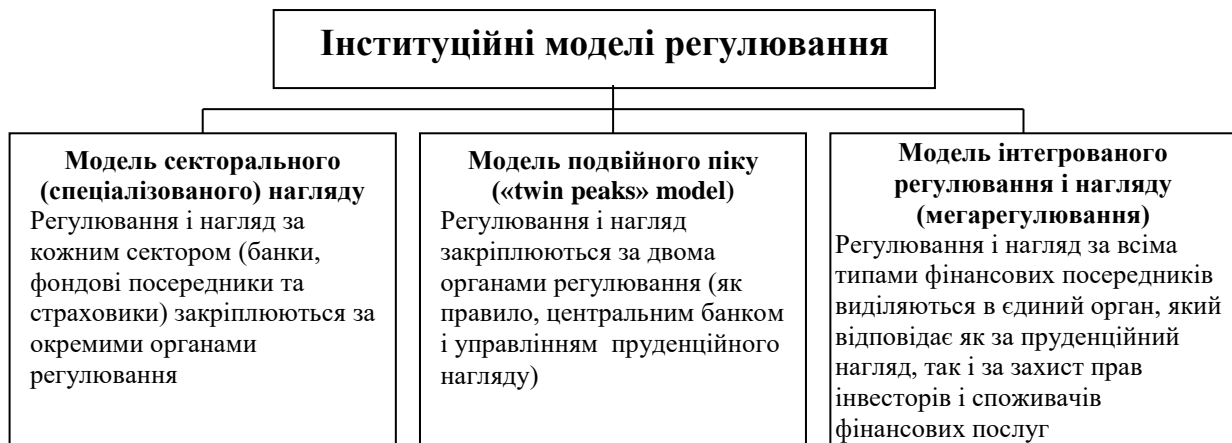 Інституційні моделі регулювання
Модель секторального
(спеціалізованого) нагляду
Регулювання і нагляд за
кожним сектором (банки,
фондові посередники та
страховики) закріплюються за
окремими органами
регулювання
Модель подвійного піку
(«twin peaks» model)
Регулювання і нагляд
закріплюються за двома
органами регулювання (як
правило, центральним банком
і управлінням пруденційного
нагляду)
Модель інтегрованого
регулювання і нагляду
(мегарегулювання)
Регулювання і нагляд за всіма
типами фінансових посередників
виділяються в єдиний орган, який
відповідає як за пруденційний
нагляд, так і за захист прав
інвесторів і споживачів
фінансових послуг